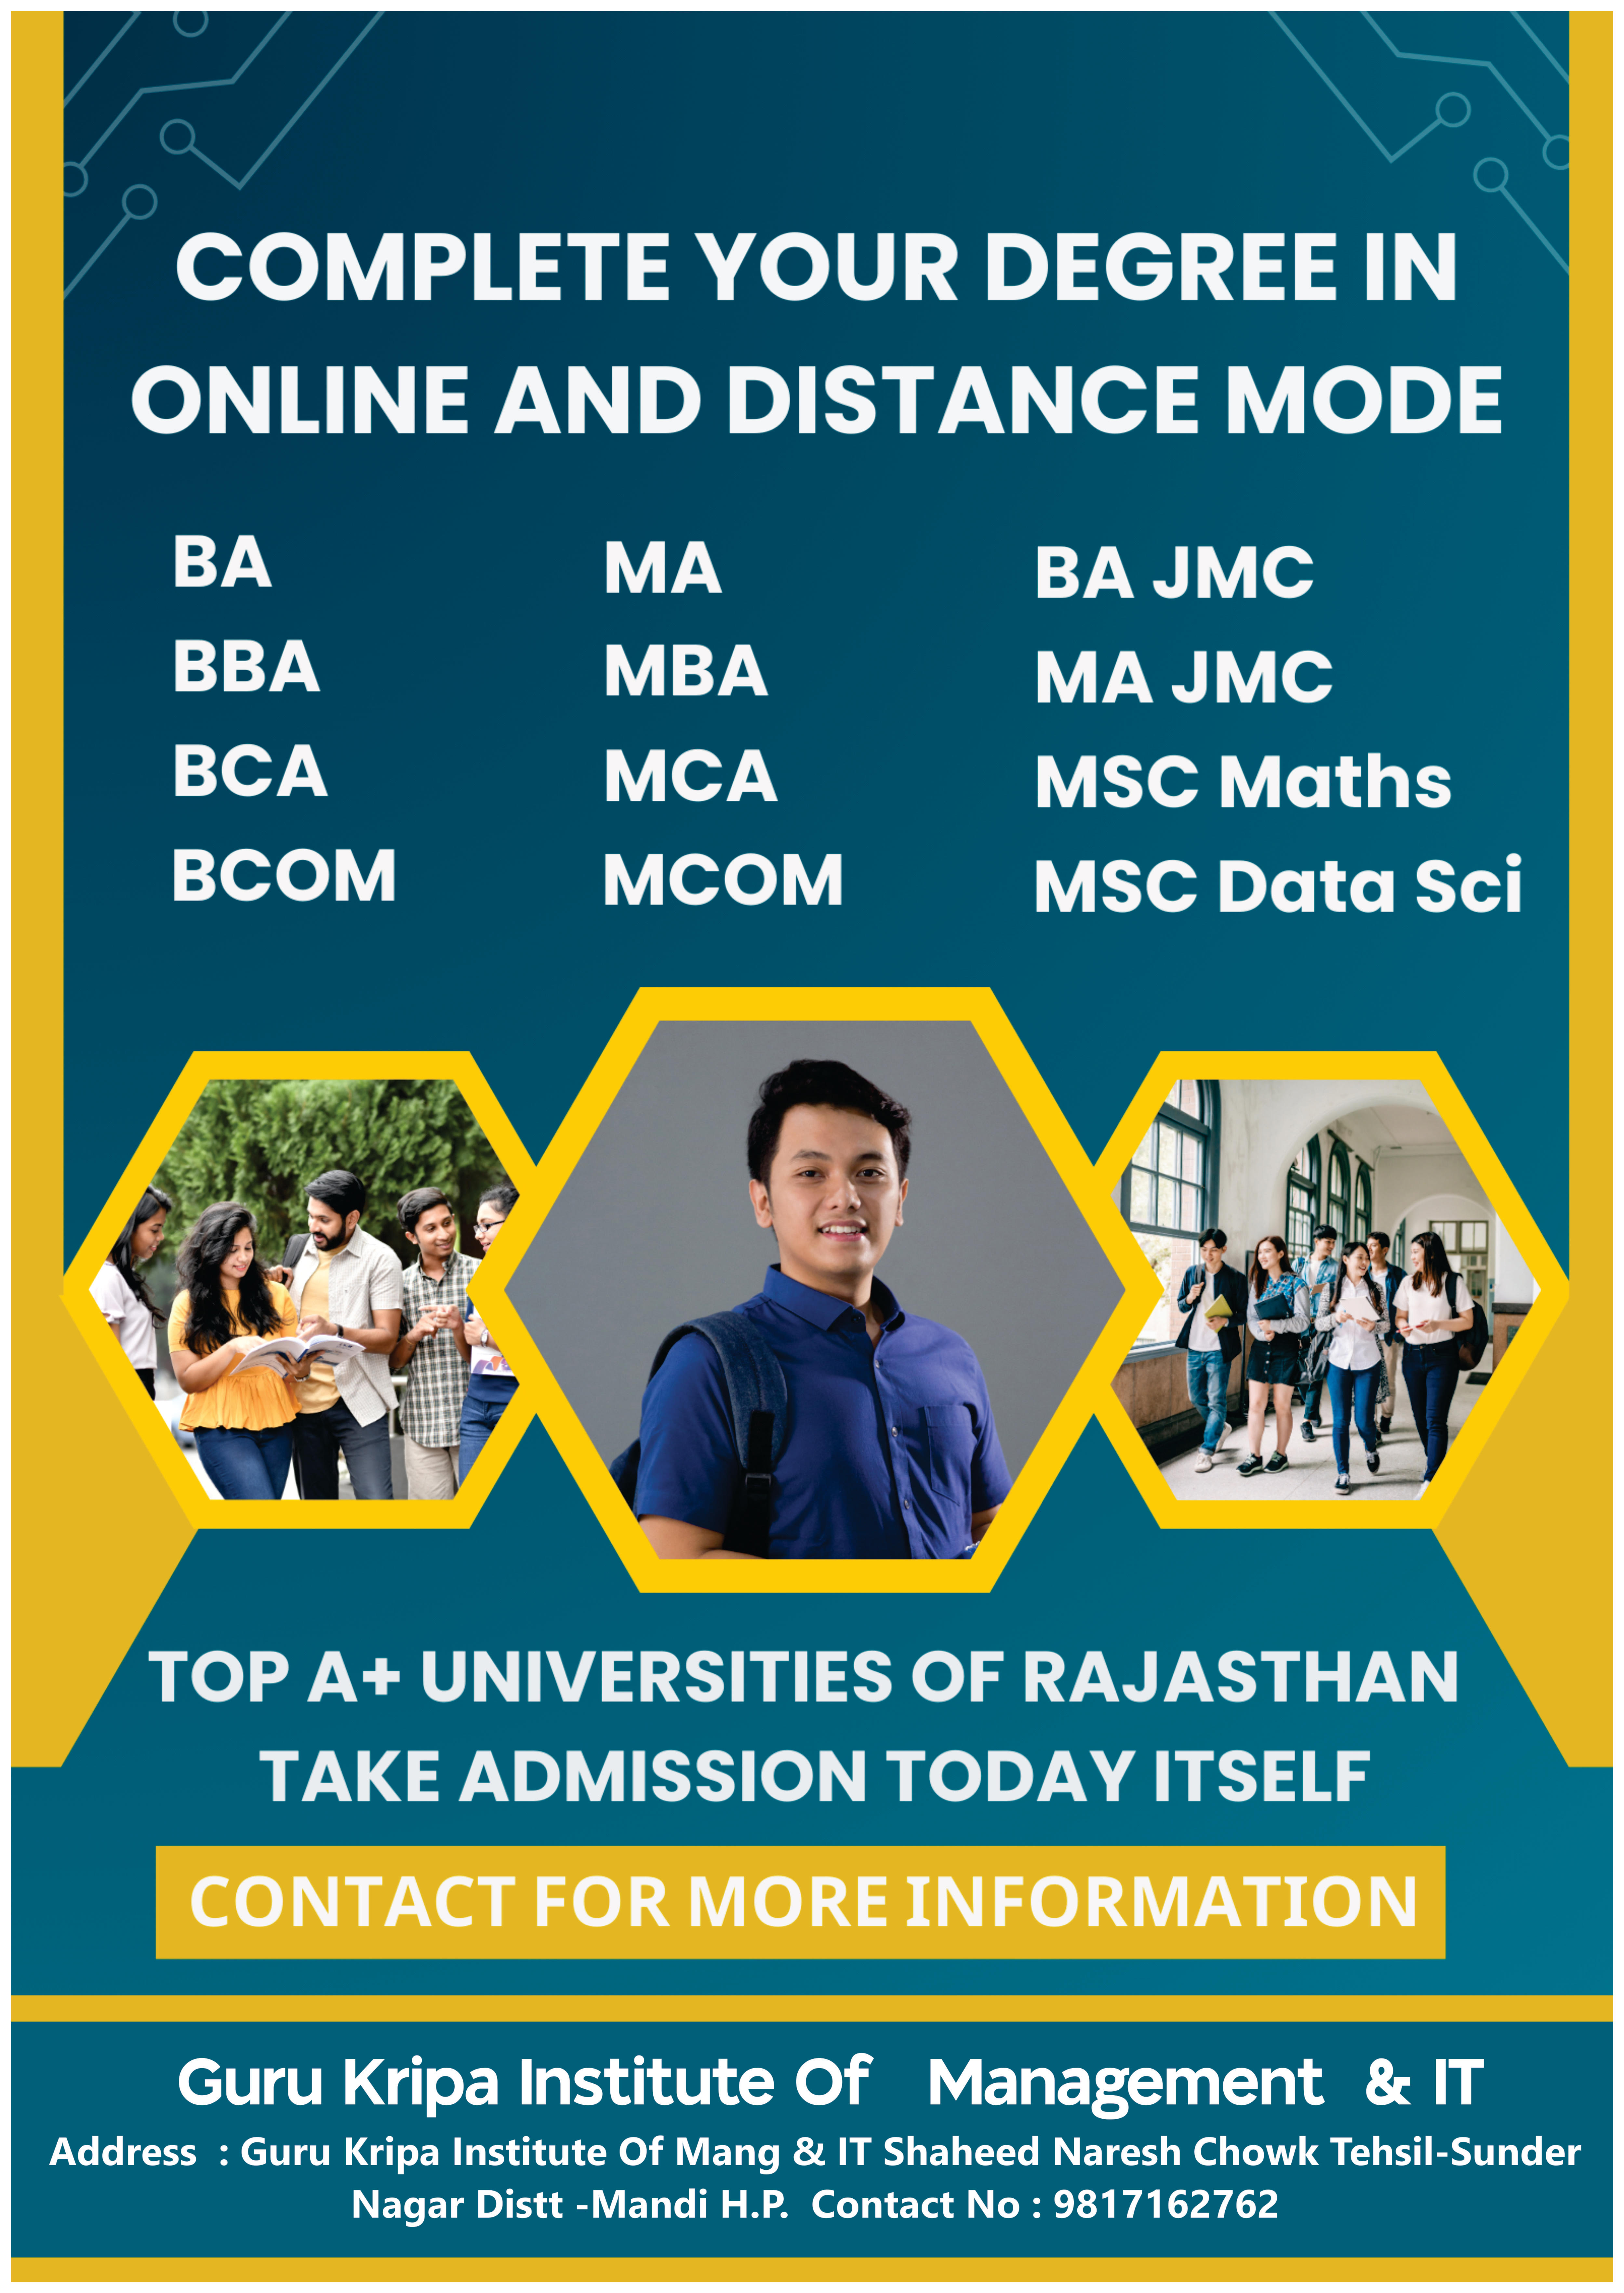 COMPLETE YOUR DEGREE IN
ONLINE AND DISTANCE MODE
BA
BBA
BCA
BCOM
MA
MBA
MCA
MCOM
BA JMC
MA JMC
MSC Maths
MSC Data Sci
TOP A+ UNIVERSITIES OF RAJASTHAN
TAKE ADMISSION TODAY ITSELF
CONTACT FOR MORE INFORMATION
Guru Kripa Institute Of Management & IT
Address : Guru Kripa Institute Of Mang & IT Shaheed Naresh Chowk Tehsil-Sunder
Nagar Distt -Mandi H.P. Contact No : 9817162762